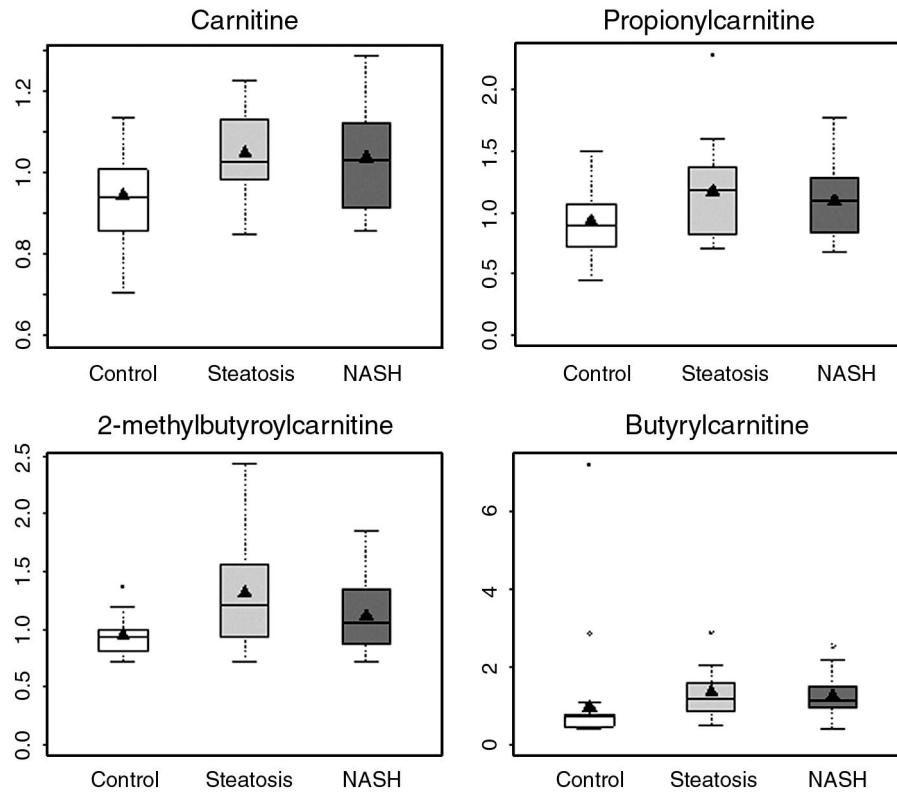 Carnitine
1.2
1.0
0.8
0.6
Control Steatosis NASH
Propionylcarnitine
2.0
1.5
1.0
0.5
0.0
Control Steatosis NASH
2-methylbutyroylcarnitine
2.5
2.0
1.5
1.0
0.5
0.0
Control Steatosis NASH
Butyrylcarnitine
6
4
2
0
Control Steatosis NASH